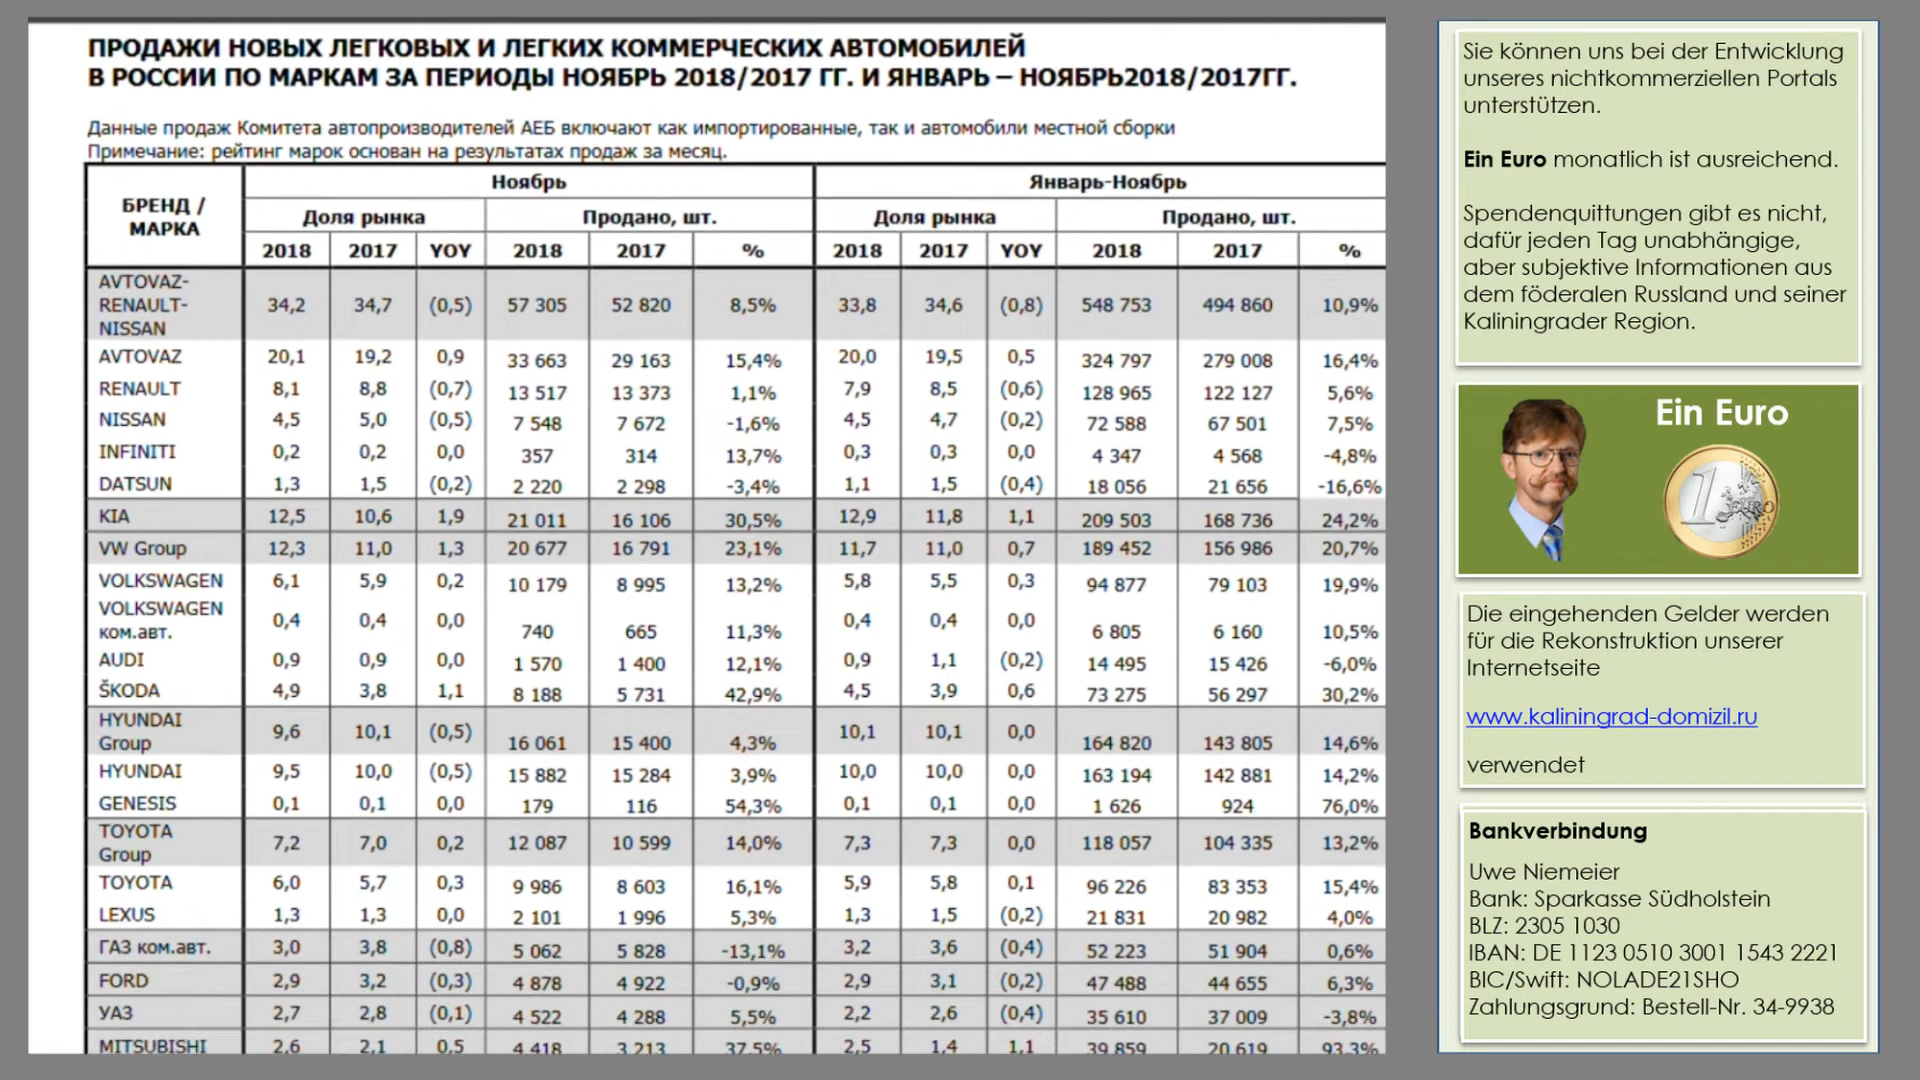 ПРОДАЖИ НОВЫХ ЛЕГКОВЫХ И ЛЕГКИХ КОММЕРЧЕСКИХ АВТОМОБИЛЕЙ
В РОССИИ ПО МАРКАМ ЗА ПЕРИОДЫ НОЯБРЬ 2018/2017 ГГ. И ЯНВАРЬ – НОЯБРЬ2018/2017ГГ.
Данные продаж Комитета автопроизводителей АЕБ включают как импортированные, так и автомобили местной сборки
Примечание: рейтинг марок основан на результатах продаж за месяц.
БРЕНД / МАРКА Ноябрь Январь-Ноябрь
Доля рынка Продано, шт. Доля рынка Продано, шт.
2018 2017 YOY 2018 2017 % 2018 2017 YOY 2018 2017 %
AVTOVAZ-RENAULT-NISSAN 34,2 34,7 (0,5) 57 305 52 820 8,5% 33,8 34,6 (0,8) 548 753 494 860 10,9%
AVTOVAZ 20,1 19,2 0,9 33 663 29 163 15,4% 20,0 19,5 0,5 324 797 279 008 16,4%
RENAULT 8,1 8,8 (0,7) 13 517 13 373 1,1% 7,9 8,5 (0,6) 128 965 122 127 5,6%
NISSAN 4,5 5,0 (0,5) 7 548 7 672 -1,6% 4,5 4,7 (0,2) 72 588 67 501 7,5%
INFINITI 0,2 0,2 0,0 357 314 13,7% 0,3 0,3 0,0 4 347 4 568 -4,8%
DATSUN 1,3 1,5 (0,2) 2 220 2 298 -3,4% 1,1 1,5 (0,4) 18 056 21 656 -16,6%
KIA 12,5 10,6 1,9 21 011 16 106 30,5% 12,9 11,8 1,1 209 503 168 736 24,2%
VW Group 12,3 11,0 1,3 20 677 16 791 23,1% 11,7 11,0 0,7 189 452 156 986 20,7%
VOLKSWAGEN 6,1 5,9 0,2 10 179 8 995 13,2% 5,8 5,5 0,3 94 877 79 103 19,9%
VOLKSWAGEN ком.авт. 0,4 0,4 0,0 740 665 11,3% 0,4 0,4 0,0 6 805 6 160 10,5%
AUDI 0,9 0,9 0,0 1 570 1 400 12,1% 0,9 1,1 (0,2) 14 495 15 426 -6,0%
ŠKODA 4,9 3,8 1,1 8 188 5 731 42,9% 4,5 3,9 0,6 73 275 56 297 30,2%
HYUNDAI Group 9,6 10,1 (0,5) 16 061 15 400 4,3% 10,1 10,1 0,0 164 820 143 805 14,6%
HYUNDAI 9,5 10,0 (0,5) 15 882 15 284 3,9% 10,0 10,0 0,0 163 194 142 881 14,2%
GENESIS 0,1 0,1 0,0 179 116 54,3% 0,1 0,1 0,0 1 626 924 76,0%
TOYOTA Group 7,2 7,0 0,2 12 087 10 599 14,0% 7,3 7,3 0,0 118 057 104 335 13,2%
TOYOTA 6,0 5,7 0,3 9 986 8 603 16,1% 5,9 5,8 0,1 96 226 83 353 15,4%
LEXUS 1,3 1,3 0,0 2 101 1 996 5,3% 1,3 1,5 (0,2) 21 831 20 982 4,0%
ГАЗ ком.авт. 3,0 3,8 (0,8) 5 062 5 828 -13,1% 3,2 3,6 (0,4) 52 223 51 904 0,6%
FORD 2,9 3,2 (0,3) 4 878 4 922 -0,9% 2,9 3,1 (0,2) 47 488 44 655 6,3%
УАЗ 2,7 2,8 (0,1) 4 522 4 288 5,5% 2,2 2,6 (0,4) 35 610 37 009 -3,8%
MITSUBISHI 2,6 2,1 0,5 4 418 3 213 37,5% 2,5 1,4 1,1 39 859 20 619 93,3%
Sie können uns bei der Entwicklung
unseres nichtkommerziellen Portals
unterstützen.
Ein Euro monatlich ist ausreichend.
Spendenquittungen gibt es nicht,
dafür jeden Tag unabhängige,
aber subjektive Informationen aus
dem föderalen Russland und seiner
Kaliningrader Region.
Ein Euro
1 EURO
Die eingehenden Gelder werden
für die Rekonstruktion unserer
Internetseite
www.kaliningrad-domizil.ru
verwendet
Bankverbindung
Uwe Niemeier
Bank: Sparkasse Südholstein
BLZ: 2305 1030
IBAN: DE 1123 0510 3001 1543 2221
BIC/Swift: NOLADE21SHO
Zahlungsgrund: Bestell-Nr. 34-9938